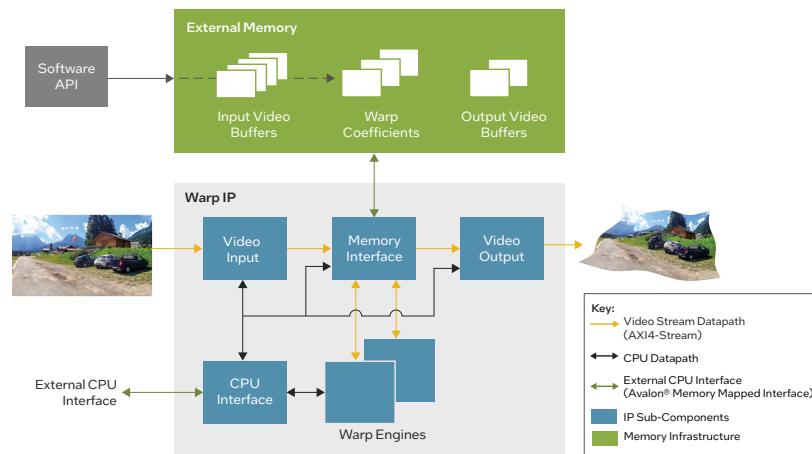 External Memory
Software
API
Input Video
Buffers
Warp
Coefficients
Output Video
Buffers
Warp IP
Video
Input
Memory
Interface
Video
Output
CPU
Interface
External CPU
Interface
Warp Engines
Key:
Video Stream Datapath
(AXI4-Stream)
CPU Datapath
External CPU Interface
(Avalon® Memory Mapped Interface)
IP Sub-Components
Memory Infrastructure